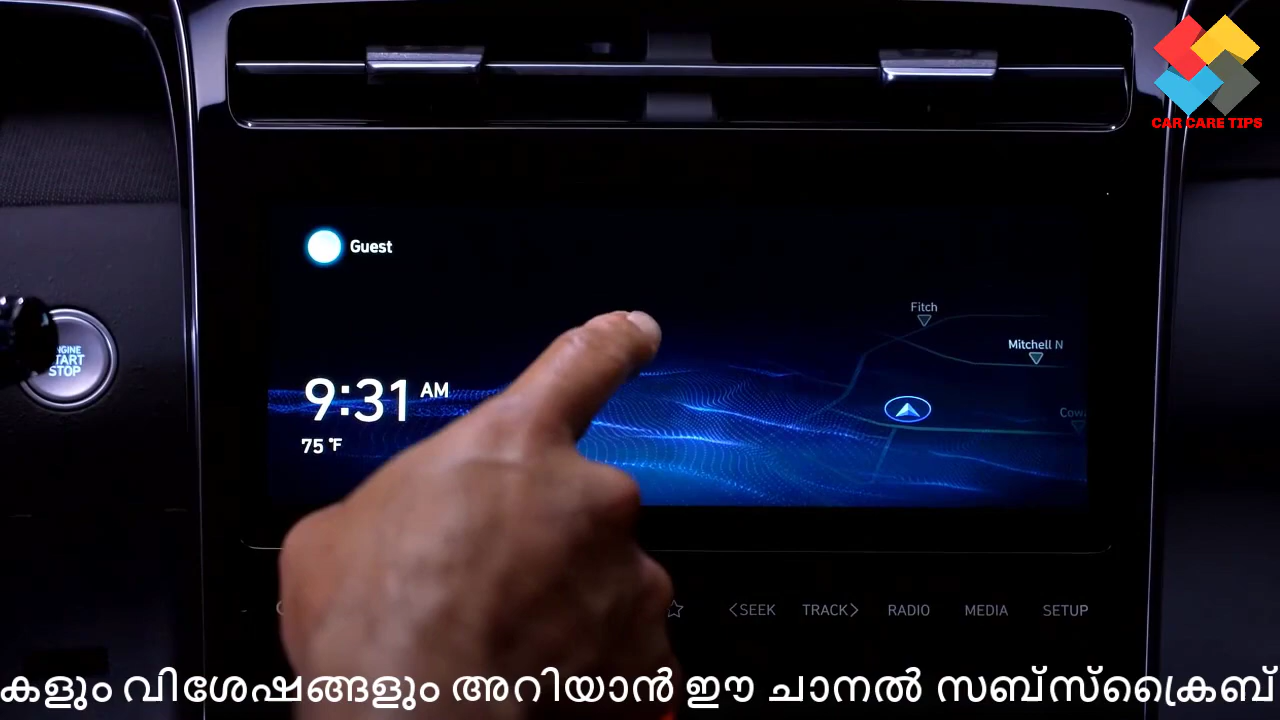 CAR CARE TIPS
Guest
Fitch
Mitchell N
9:31 AM
75 °F
START
STOP
<SEEK TRACK> RADIO MEDIA SETUP
കളും വിശേഷങ്ങളും അറിയാൻ ഈ ചാനൽ സബ്സ്ക്രൈബ്